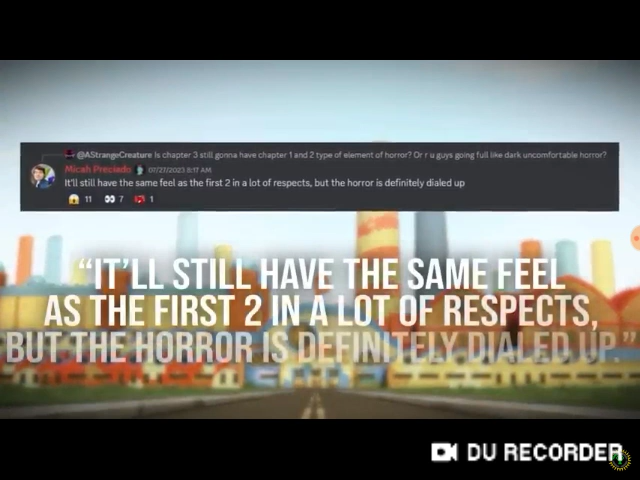 @AStrangeCreature Is chapter 3 still gonna have chapter 1 and 2 type of element of horror? Or r u guys going full like dark uncomfortable horror?
Micah Preciado 07/27/2023 8:17 AM
It'll still have the same feel as the first 2 in a lot of respects, but the horror is definitely dialed up
11 7 1
“IT’LL STILL HAVE THE SAME FEEL
AS THE FIRST 2 IN A LOT OF RESPECTS,
BUT THE HORROR IS DEFINITELY DIALED UP.”
DU RECORDER